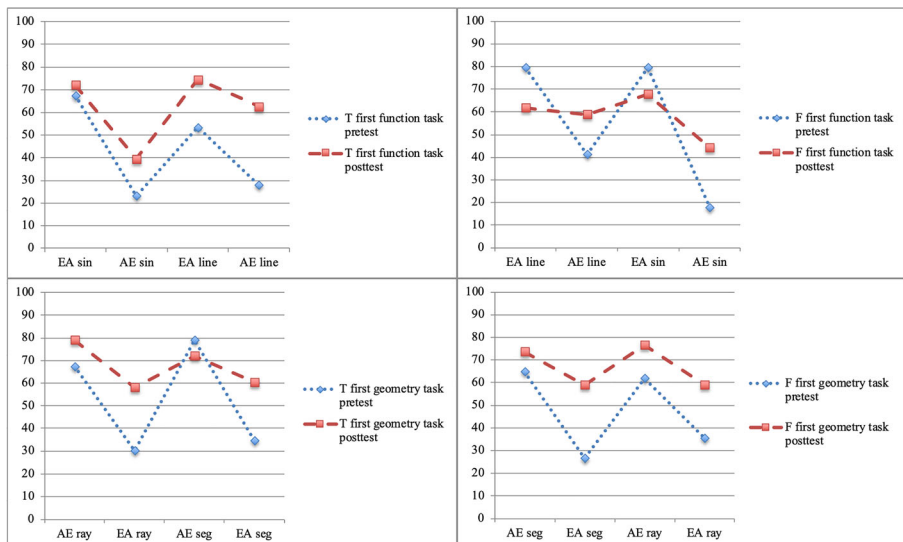 100
90
80
70
60
50
40
30
20
10
0
EA sin AE sin EA line AE line
T first function task
pretest
T first function task
posttest
100
90
80
70
60
50
40
30
20
10
0
EA line AE line EA sin AE sin
F first function task
pretest
F first function task
posttest
100
90
80
70
60
50
40
30
20
10
0
AE ray EA ray AE seg EA seg
T first geometry task
pretest
T first geometry task
posttest
100
90
80
70
60
50
40
30
20
10
0
AE seg EA seg AE ray EA ray
F first geometry task
pretest
F first geometry task
posttest